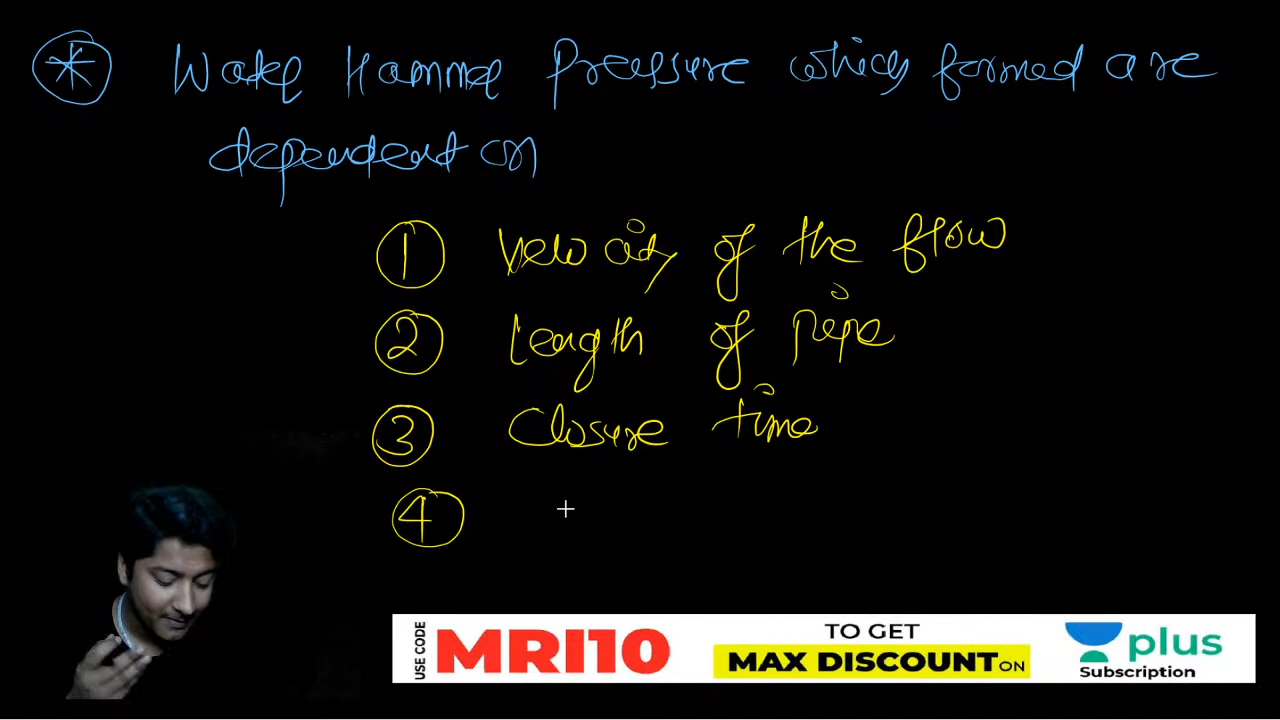 * Water Hammer Pressure which formed are
dependent on
1 Velocity of the flow
2 Length of pipe
3 Closure time
4
USE CODE MRI10 TO GET MAX DISCOUNT ON plus Subscription